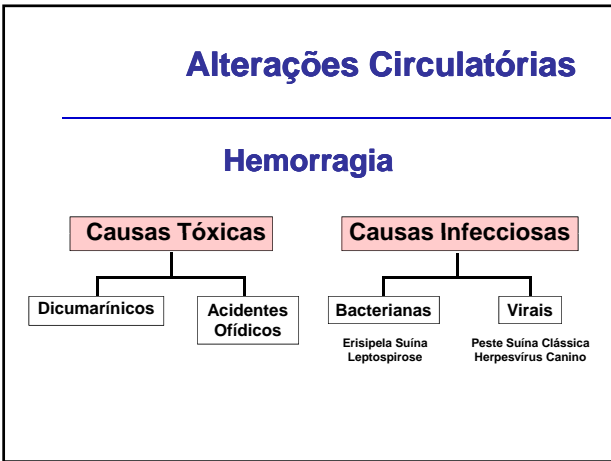 Alterações Circulatórias
Hemorragia
Causas Tóxicas
Causas Infecciosas
Dicumarínicos
Acidentes
Ofídicos
Bacterianas
Virais
Erisipela Suína
Leptospirose
Peste Suína Clássica
Herpesvírus Canino